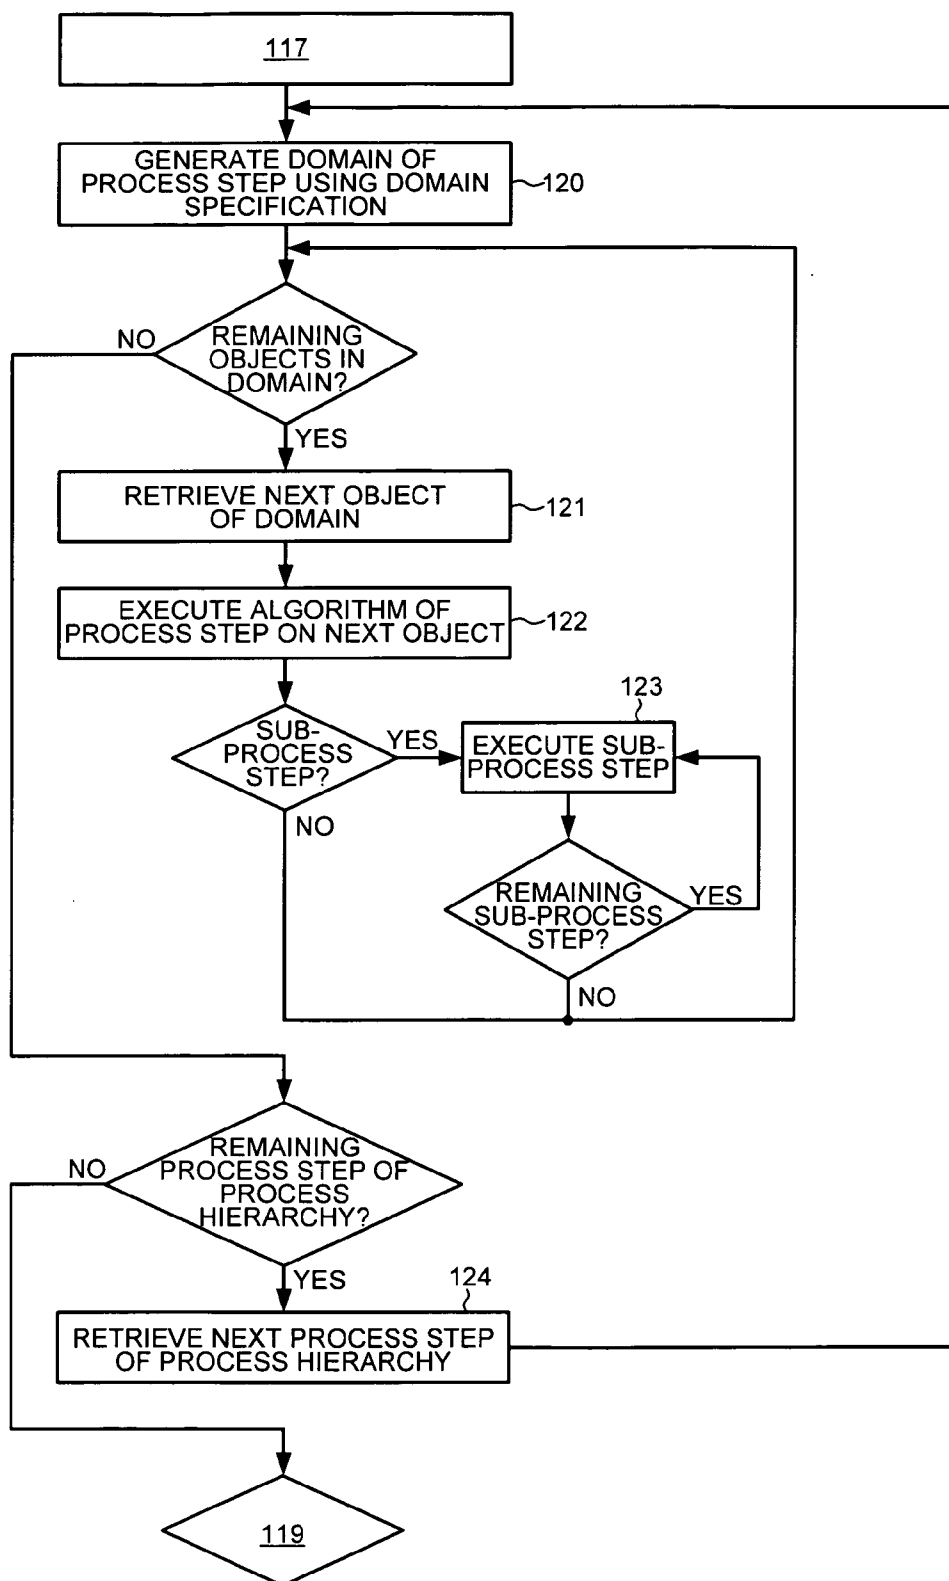 117
GENERATE DOMAIN OF
PROCESS STEP USING DOMAIN
SPECIFICATION
120
NO
REMAINING
OBJECTS IN
DOMAIN?
YES
RETRIEVE NEXT OBJECT
OF DOMAIN
121
EXECUTE ALGORITHM OF
PROCESS STEP ON NEXT OBJECT
122
SUB-
PROCESS
STEP?
YES
NO
123
EXECUTE SUB-
PROCESS STEP
REMAINING
SUB-PROCESS
STEP?
YES
NO
NO
REMAINING
PROCESS STEP OF
PROCESS
HIERARCHY?
YES
124
RETRIEVE NEXT PROCESS STEP
OF PROCESS HIERARCHY
119